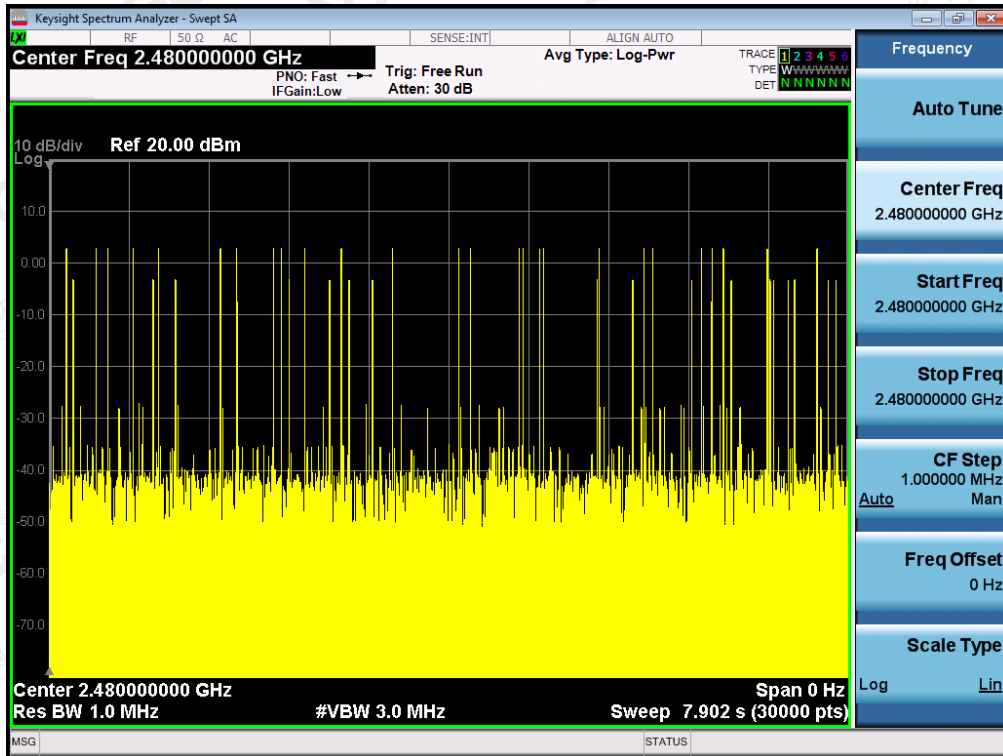 Keysight Spectrum Analyzer - Swept SA
LXI RF 50 Ω AC SENSE:INT ALIGN AUTO
Center Freq 2.480000000 GHz
PNO: Fast
IFGain:Low
Trig: Free Run
Atten: 30 dB
Avg Type: Log-Pwr
TRACE 1 2 3 4 5 6
TYPE WWWWWW
DET N N N N N N
10 dB/div Ref 20.00 dBm
Log
10.0
0.00
-10.0
-20.0
-30.0
-40.0
-50.0
-60.0
-70.0
Center 2.480000000 GHz Span 0 Hz
Res BW 1.0 MHz #VBW 3.0 MHz Sweep 7.902 s (30000 pts)
MSG STATUS
Frequency
Auto Tune
Center Freq
2.480000000 GHz
Start Freq
2.480000000 GHz
Stop Freq
2.480000000 GHz
CF Step
1.000000 MHz
Auto Man
Freq Offset
0 Hz
Scale Type
Log Lin